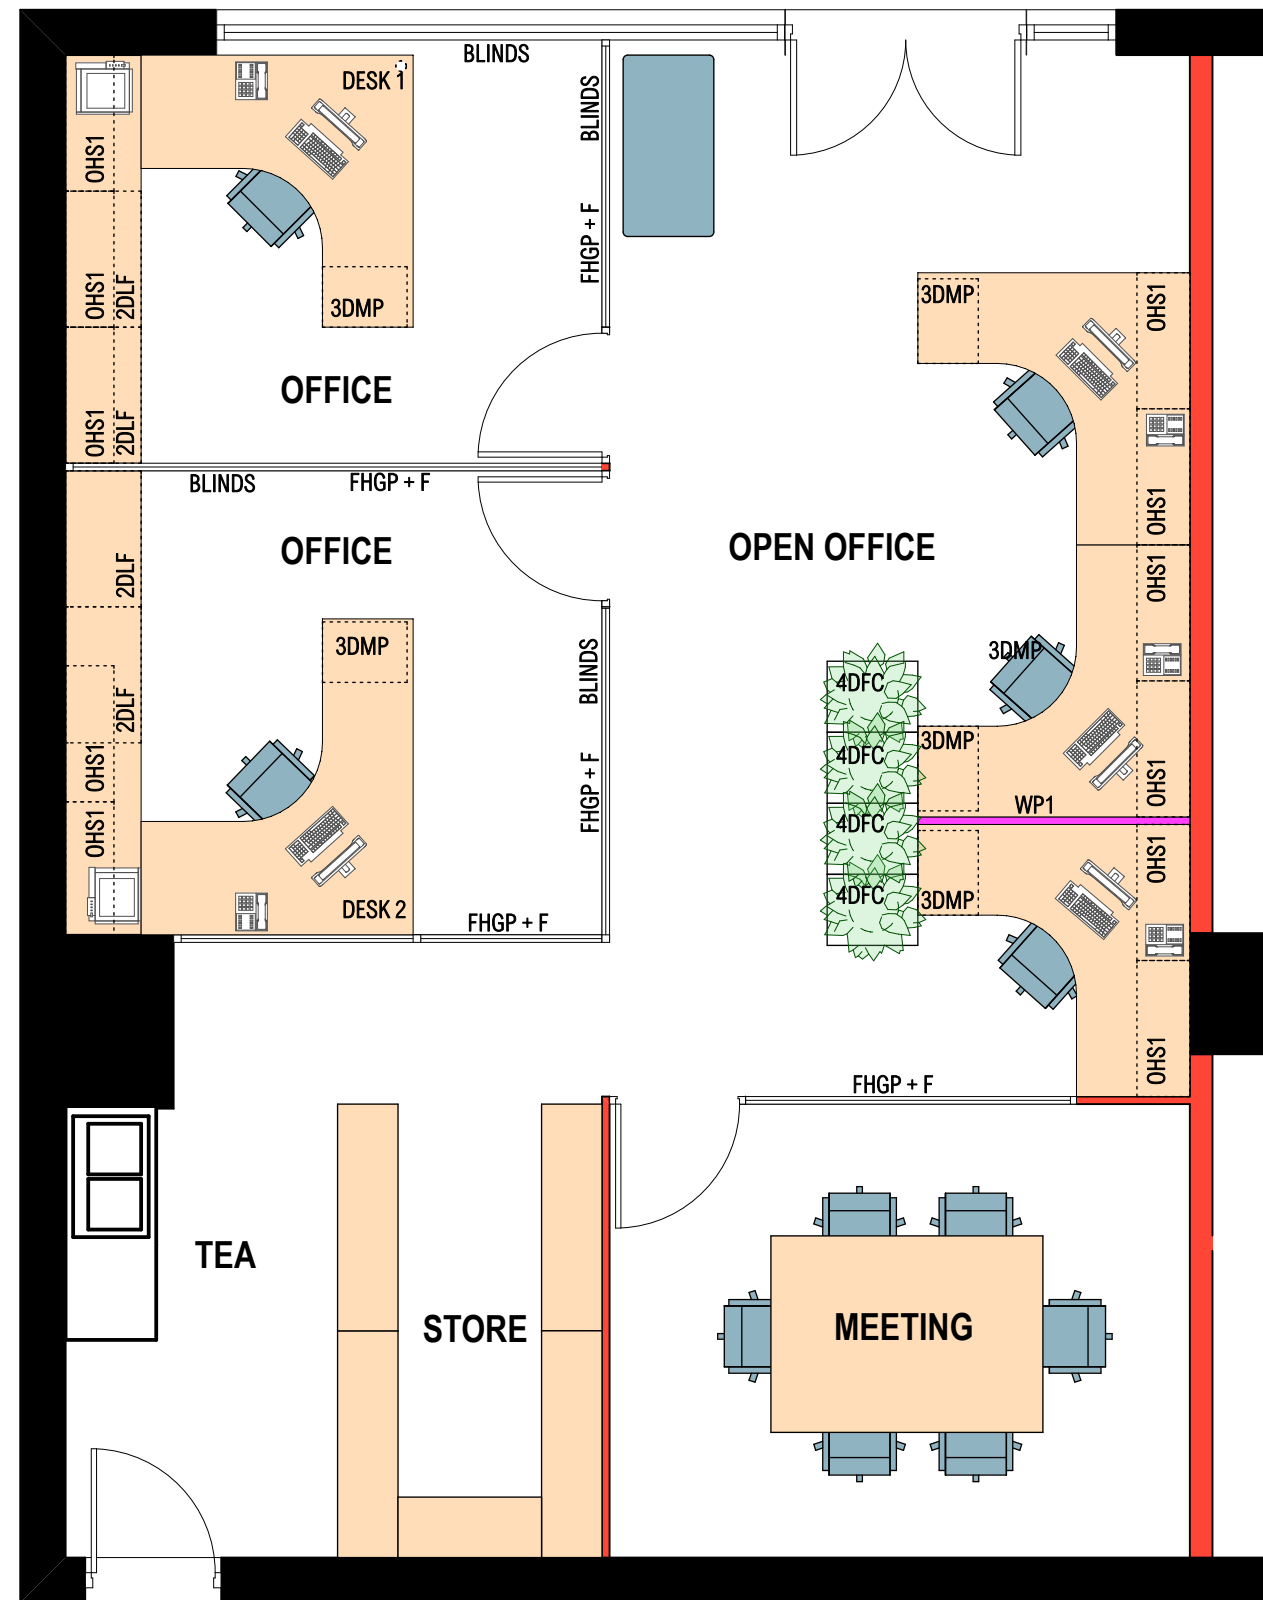 BLINDS
DESK 1
BLINDS
OHS1
FHGP + F
OHS1
2DLF
3DMP
3DMP
OHS1
OFFICE
OHS1
2DLF
BLINDS
FHGP + F
OHS1
OFFICE
OPEN OFFICE
2DLF
OHS1
3DMP
3DMP
BLINDS
4DFC
2DLF
3DMP
4DFC
OHS1
OHS1
FHGP + F
WP1
OHS1
4DFC
OHS1
4DFC
3DMP
DESK 2
FHGP + F
OHS1
FHGP + F
TEA
STORE
MEETING